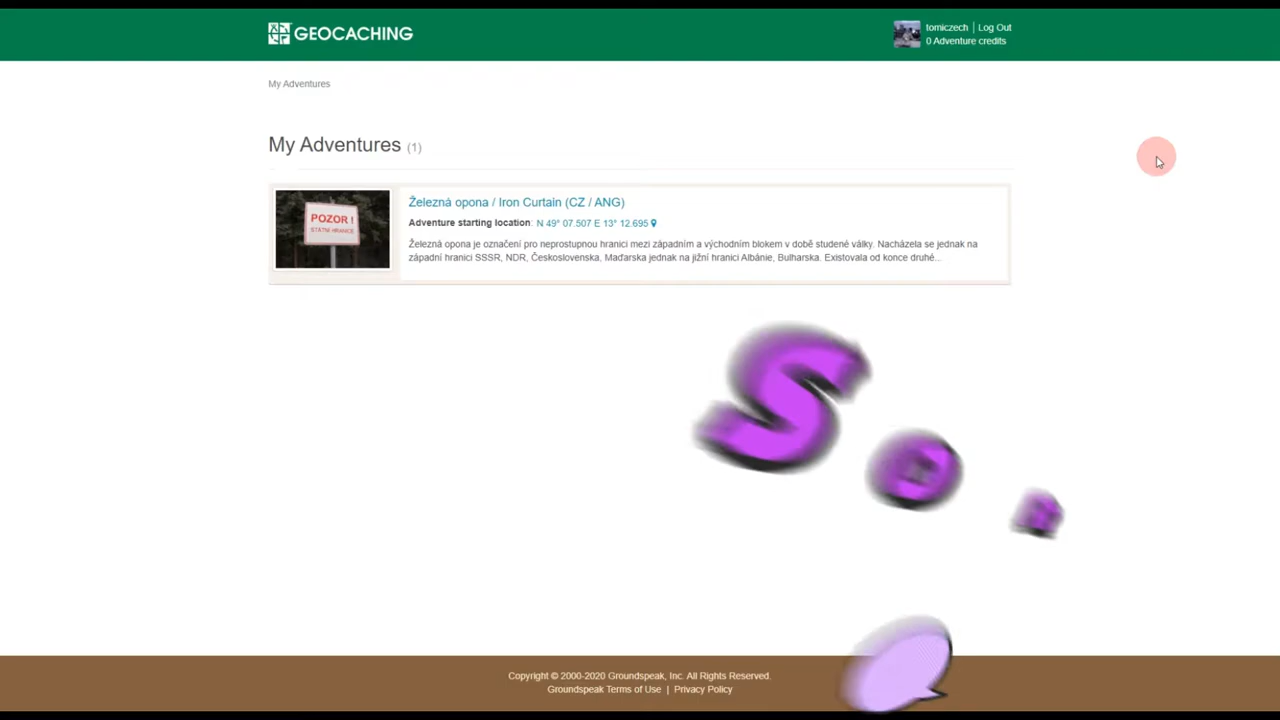 GEOCACHING
tomiczech | Log Out
0 Adventure credits
My Adventures
My Adventures (1)
POZOR !
STÁTNÍ HRANICE
Železná opona / Iron Curtain (CZ / ANG)
Adventure starting location: N 49° 07.507 E 13° 12.695
Železná opona je označení pro neprostupnou hranici mezi západním a východním blokem v době studené války. Nacházela se jednak na
západní hranici SSSR, NDR, Československa, Maďarska jednak na jižní hranici Albánie, Bulharska. Existovala od konce druhé...
S
Copyright © 2000-2020 Groundspeak, Inc. All Rights Reserved.
Groundspeak Terms of Use | Privacy Policy